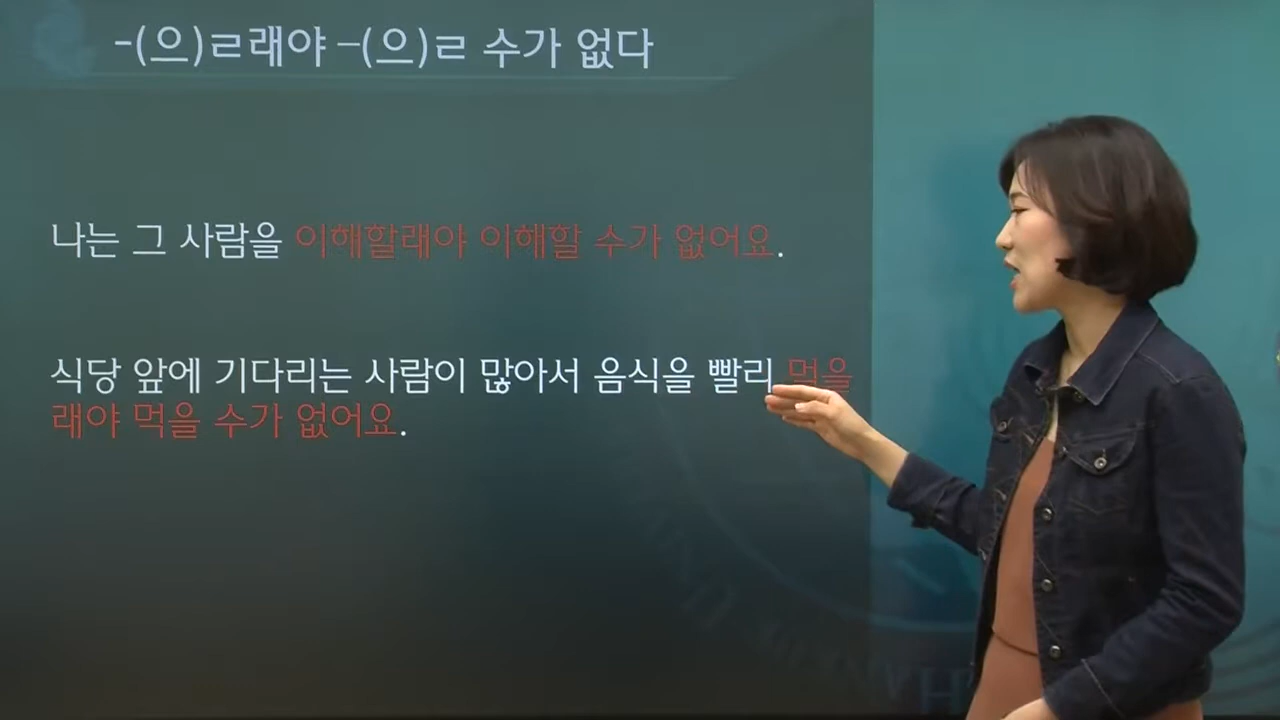 -(으)ㄹ래야 –(으)ㄹ 수가 없다
나는 그 사람을 이해할래야 이해할 수가 없어요.
식당 앞에 기다리는 사람이 많아서 음식을 빨리 먹을
래야 먹을 수가 없어요.